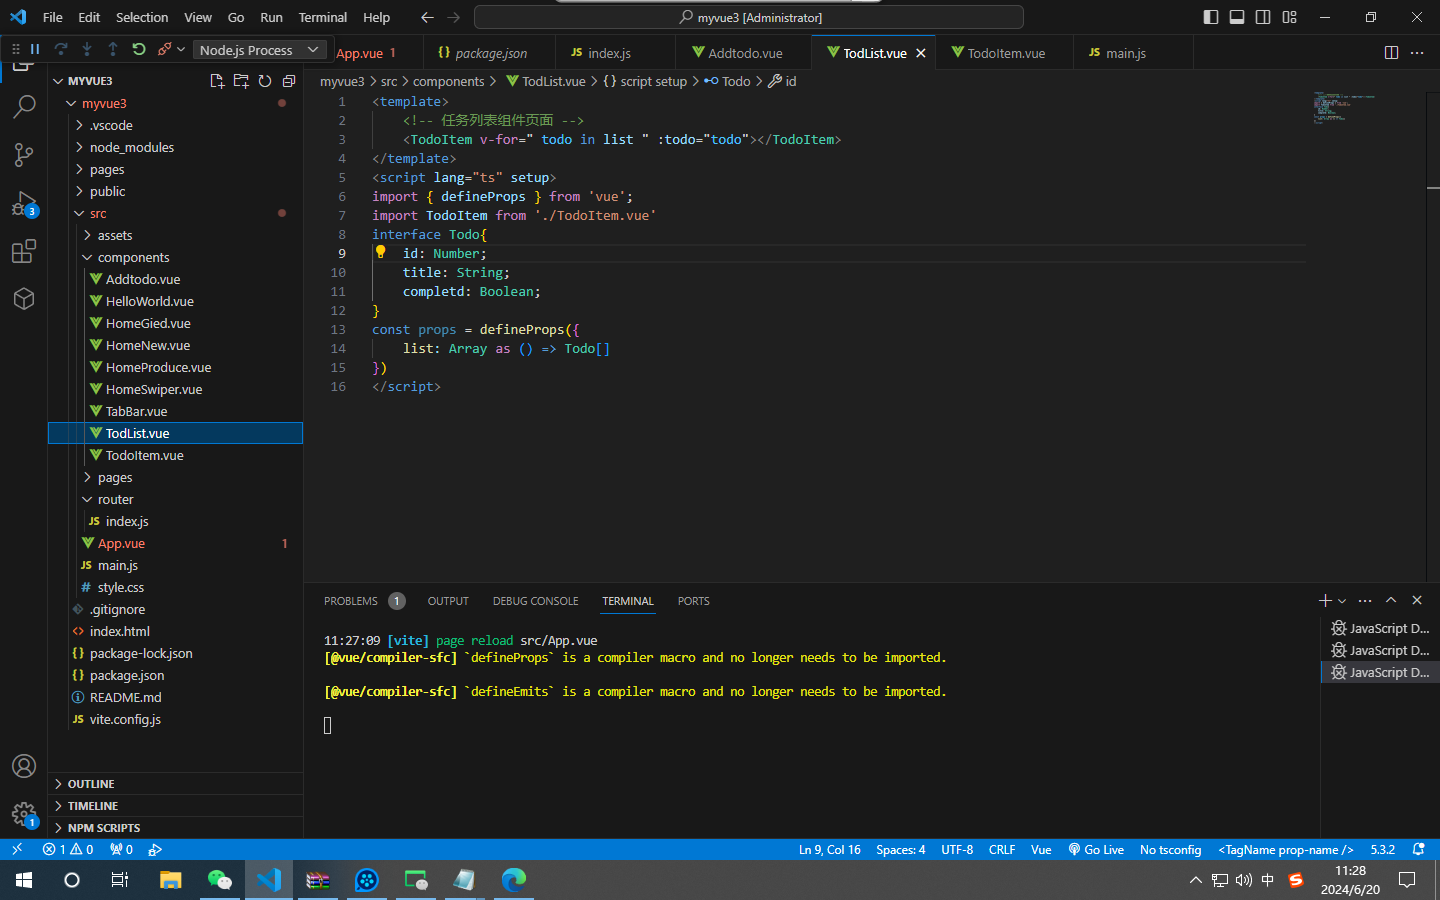 File Edit Selection View Go Run Terminal Help
myvue3 [Administrator]
Node.js Process
App.vue 1
package.json
index.js
Addtodo.vue
TodList.vue
TodoItem.vue
main.js
MYVUE3
myvue3
.vscode
node_modules
pages
public
src
assets
components
Addtodo.vue
HelloWorld.vue
HomeGied.vue
HomeNew.vue
HomeProduce.vue
HomeSwiper.vue
TabBar.vue
TodList.vue
TodoItem.vue
pages
router
JS index.js
App.vue 1
JS main.js
# style.css
.gitignore
index.html
package-lock.json
package.json
README.md
JS vite.config.js
OUTLINE
TIMELINE
NPM SCRIPTS
3
1
myvue3 > src > components > TodList.vue > {} script setup > Todo > id
1 <template>
2 <!-- 任务列表组件页面 -->
3 <TodoItem v-for=" todo in list " :todo="todo"></TodoItem>
4 </template>
5 <script lang="ts" setup>
6 import { defineProps } from 'vue';
7 import TodoItem from './TodoItem.vue'
8 interface Todo{
9 id: Number;
10 title: String;
11 completd: Boolean;
12 }
13 const props = defineProps({
14 list: Array as () => Todo[]
15 })
16 </script>
PROBLEMS 1 OUTPUT DEBUG CONSOLE TERMINAL PORTS
11:27:09 [vite] page reload src/App.vue
[@vue/compiler-sfc] `defineProps` is a compiler macro and no longer needs to be imported.
[@vue/compiler-sfc] `defineEmits` is a compiler macro and no longer needs to be imported.
JavaScript D...
JavaScript D...
JavaScript D...
1 0 0
Ln 9, Col 16 Spaces: 4 UTF-8 CRLF Vue Go Live No tsconfig <TagName prop-name /> 5.3.2
中
11:28
2024/6/20